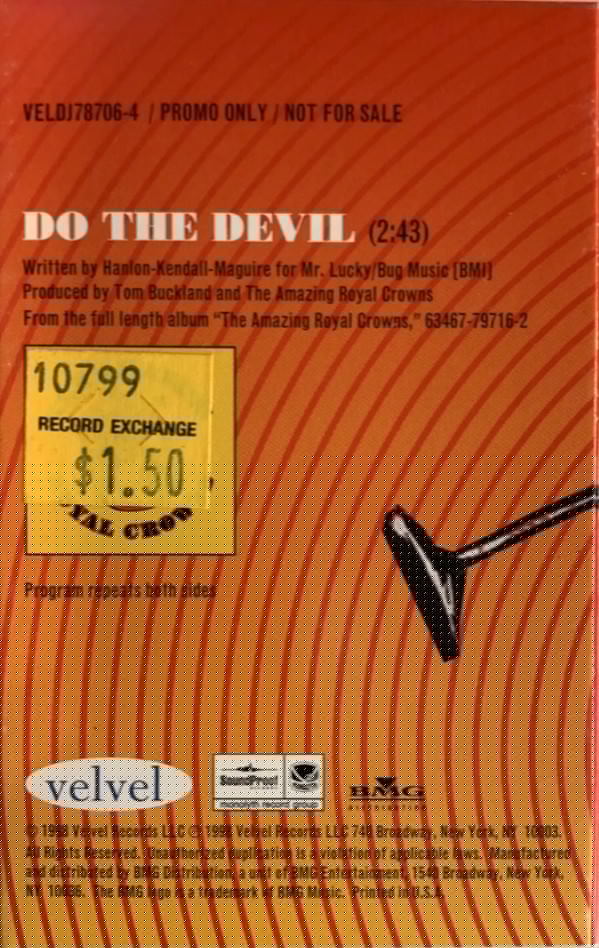 VELDJ78706-4 / PROMO ONLY / NOT FOR SALE
DO THE DEVIL (2:43)
Written by Hanlon-Kendall-Maguire for Mr. Lucky/Bug Music [BMI]
Produced by Tom Buckland and The Amazing Royal Crowns
From the full length album "The Amazing Royal Crowns," 63467-79716-2
10799
RECORD EXCHANGE
$1.50
YAL CROW
Program repeats both sides
velvel
SoundProof
monolyth record group
BMG
© 1998 Velvel Records LLC ℗ 1998 Velvel Records LLC 740 Broadway, New York, NY 10003.
All Rights Reserved. Unauthorized duplication is a violation of applicable laws. Manufactured
and distributed by BMG Distribution, a unit of BMG Entertainment, 1540 Broadway, New York,
NY 10036. The BMG logo is a trademark of BMG Music. Printed in U.S.A.